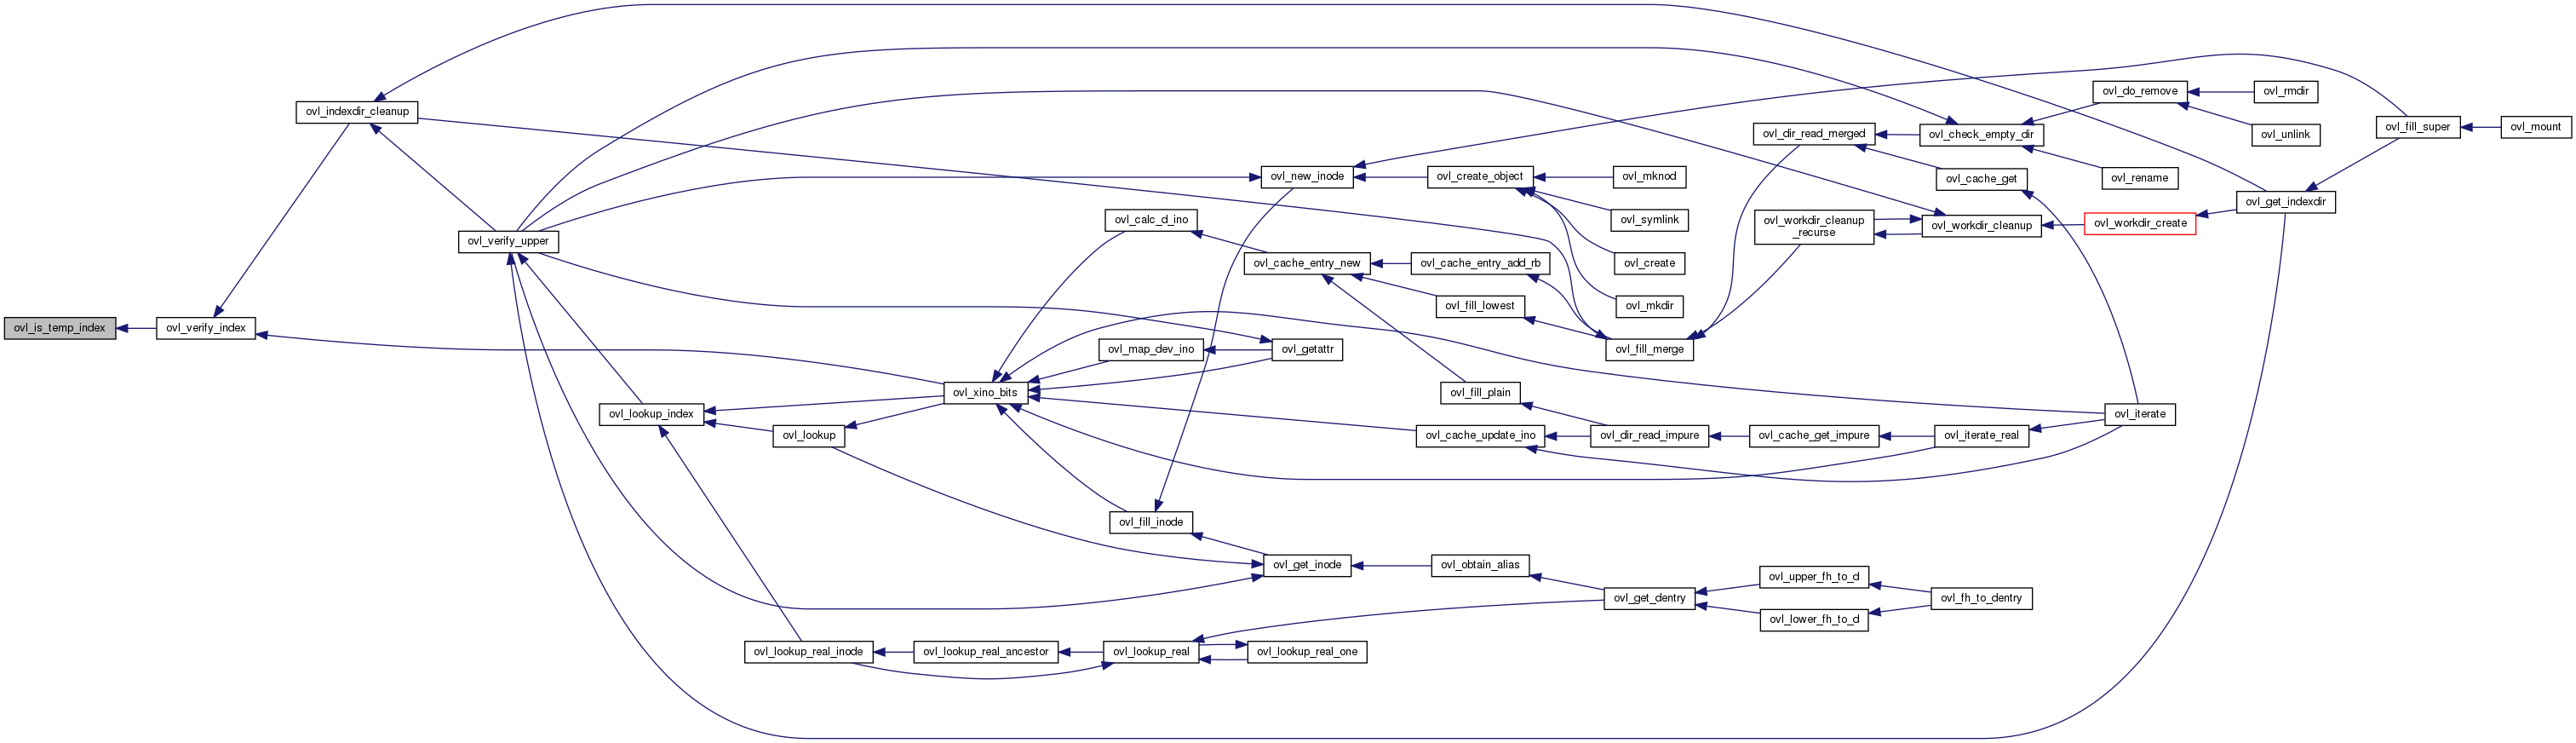 ovl_is_temp_index
ovl_verify_index
ovl_indexdir_cleanup
ovl_verify_upper
ovl_lookup_index
ovl_lookup
ovl_lookup_real_inode
ovl_xino_bits
ovl_lookup_real_ancestor
ovl_calc_d_ino
ovl_map_dev_ino
ovl_fill_inode
ovl_lookup_real
ovl_new_inode
ovl_cache_entry_new
ovl_getattr
ovl_get_inode
ovl_lookup_real_one
ovl_create_object
ovl_cache_entry_add_rb
ovl_fill_lowest
ovl_fill_plain
ovl_cache_update_ino
ovl_obtain_alias
ovl_mknod
ovl_symlink
ovl_create
ovl_mkdir
ovl_fill_merge
ovl_dir_read_impure
ovl_get_dentry
ovl_dir_read_merged
ovl_workdir_cleanup
_recurse
ovl_cache_get_impure
ovl_upper_fh_to_d
ovl_lower_fh_to_d
ovl_check_empty_dir
ovl_cache_get
ovl_workdir_cleanup
ovl_iterate_real
ovl_fh_to_dentry
ovl_do_remove
ovl_rename
ovl_workdir_create
ovl_iterate
ovl_rmdir
ovl_unlink
ovl_get_indexdir
ovl_fill_super
ovl_mount